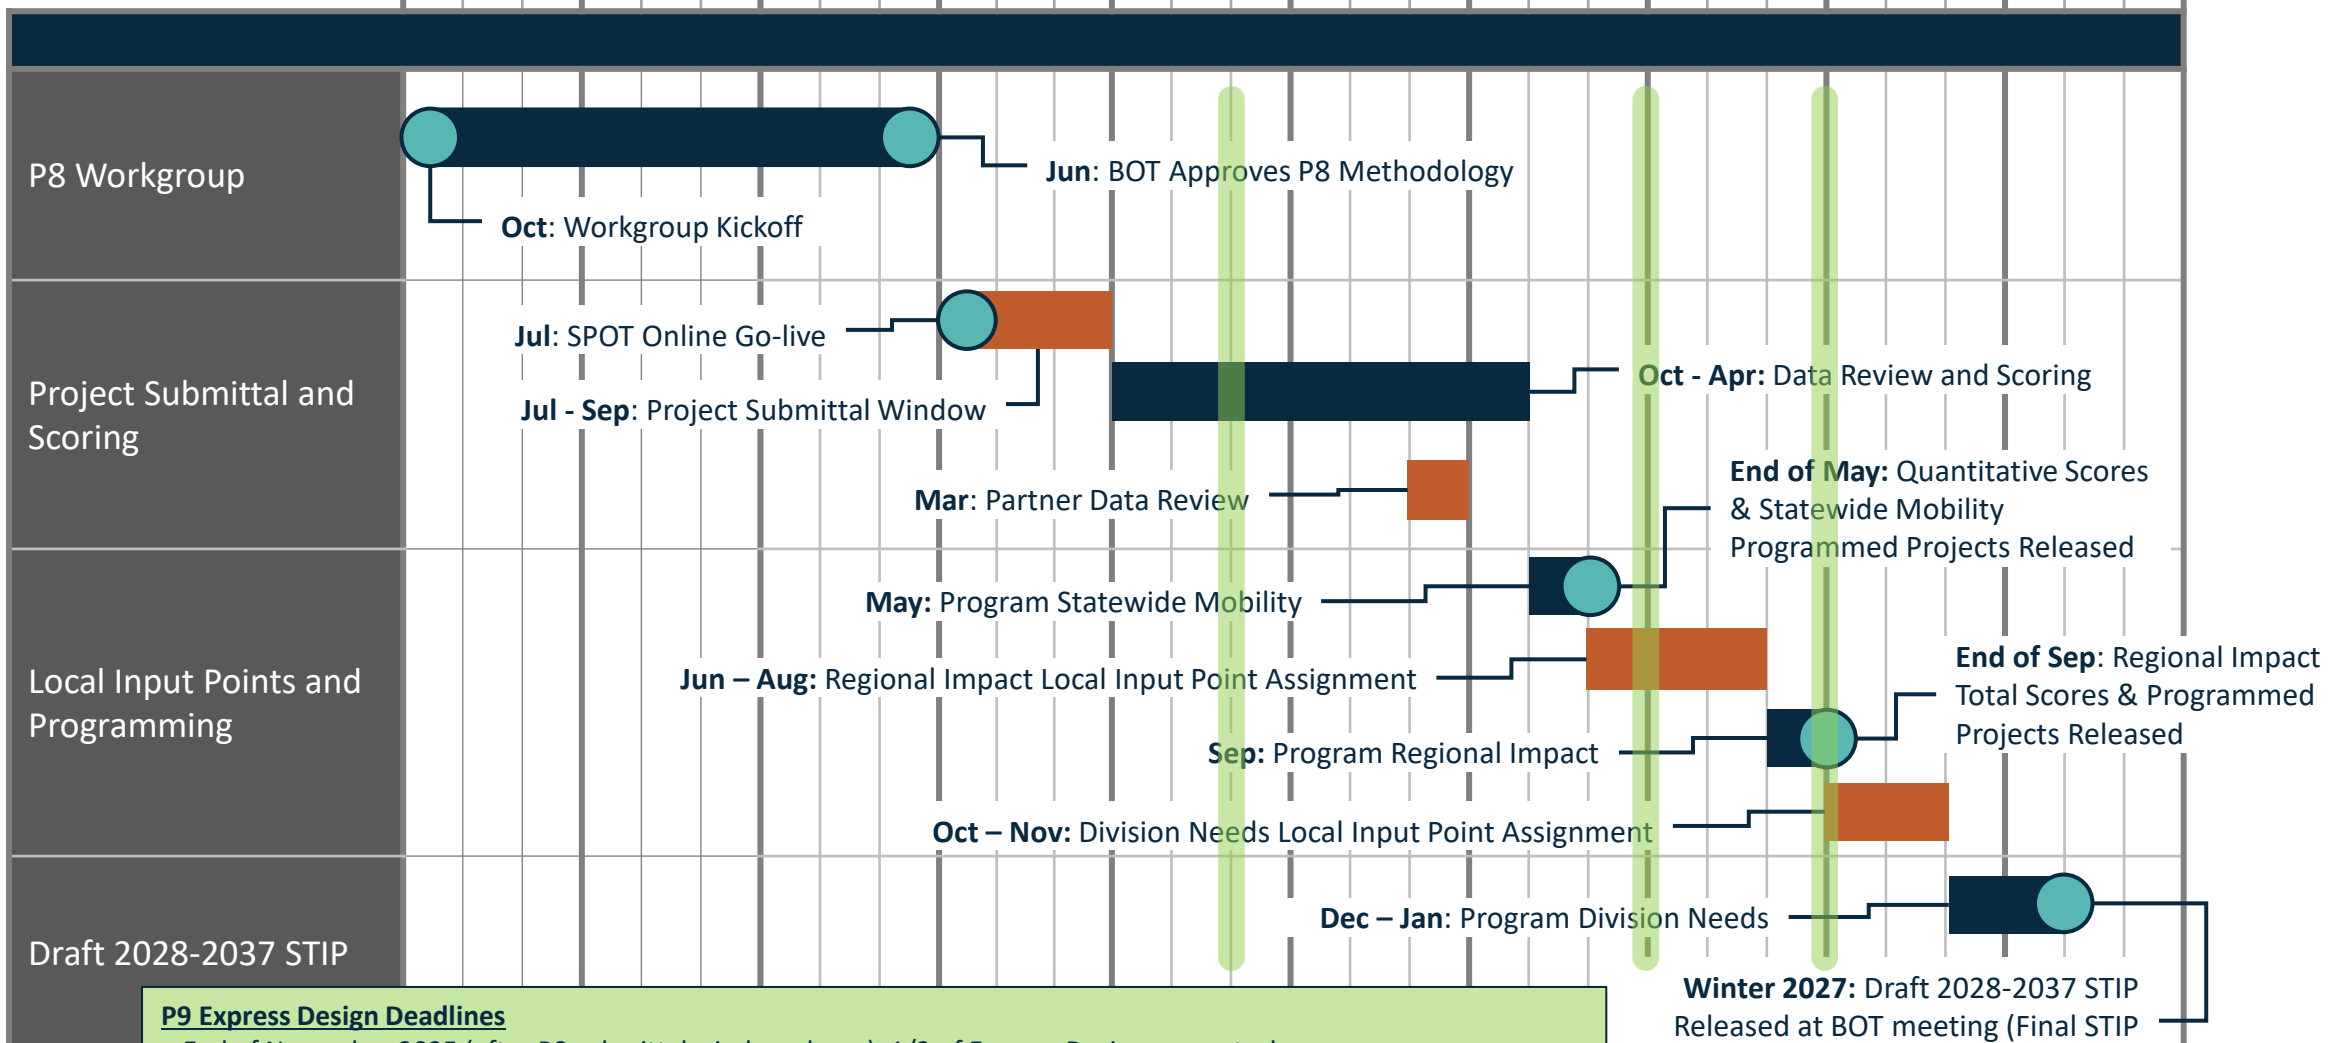 P8 Workgroup
Jun: BOT Approves P8 Methodology
Oct: Workgroup Kickoff
Project Submittal and
Scoring
Jul: SPOT Online Go-live
Jul - Sep: Project Submittal Window
Oct - Apr: Data Review and Scoring
Mar: Partner Data Review
End of May: Quantitative Scores
& Statewide Mobility
Programmed Projects Released
Local Input Points and
Programming
May: Program Statewide Mobility
Jun – Aug: Regional Impact Local Input Point Assignment
End of Sep: Regional Impact
Total Scores & Programmed
Projects Released
Sep: Program Regional Impact
Oct – Nov: Division Needs Local Input Point Assignment
Draft 2028-2037 STIP
Dec – Jan: Program Division Needs
Winter 2027: Draft 2028-2037 STIP
Released at BOT meeting (Final STIP
P9 Express Design Deadlines